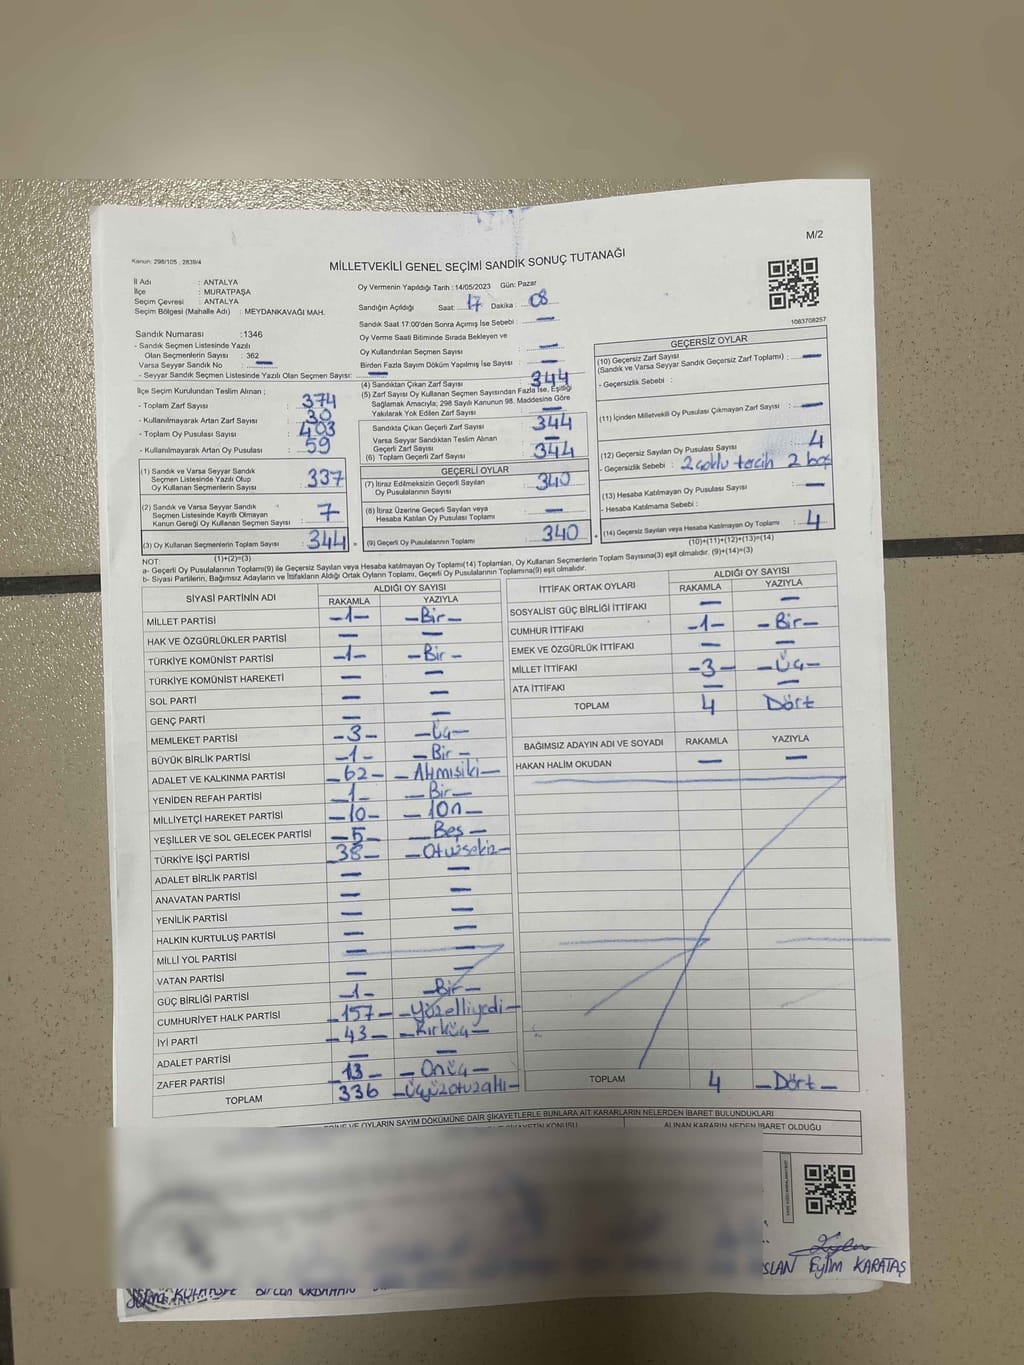 M/2
Kanun: 298/105 , 2839/4
MİLLETVEKİLİ GENEL SEÇİMİ SANDIK SONUÇ TUTANAĞI
İl Adı : ANTALYA
İlçe : MURATPAŞA
Seçim Çevresi : ANTALYA
Seçim Bölgesi (Mahalle Adı) : MEYDANKAVAĞI MAH.
Sandık Numarası :1346
- Sandık Seçmen Listesinde Yazılı
Olan Seçmenlerin Sayısı : 362
Varsa Seyyar Sandık No —
- Seyyar Sandık Seçmen Listesinde Yazılı Olan Seçmen Sayısı: —
İlçe Seçim Kurulundan Teslim Alınan ;
- Toplam Zarf Sayısı : 374
- Kullanılmayarak Artan Zarf Sayısı : 30
- Toplam Oy Pusulası Sayısı : 403
- Kullanılmayarak Artan Oy Pusulası : 59
(1) Sandık ve Varsa Seyyar Sandık
Seçmen Listesinde Yazılı Olup
Oy Kullanan Seçmenlerin Sayısı : 337
(2) Sandık ve Varsa Seyyar Sandık
Seçmen Listesinde Kayıtlı Olmayan
Kanun Gereği Oy Kullanan Seçmen Sayısı : 7
(3) Oy Kullanan Seçmenlerin Toplam Sayısı : 344
(1)+(2)=(3)
Oy Vermenin Yapıldığı Tarih : 14/05/2023 Gün: Pazar
Sandığın Açıldığı Saat: 17 Dakika : 08
Sandık Saat 17:00'den Sonra Açılmış İse Sebebi : —
Oy Verme Saati Bitiminde Sırada Bekleyen ve
Oy Kullandırılan Seçmen Sayısı : —
Birden Fazla Sayım Döküm Yapılmış İse Sayısı : —
(4) Sandıktan Çıkan Zarf Sayısı : 344
(5) Zarf Sayısı Oy Kullanan Seçmen Sayısından Fazla İse, Eşitliği
Sağlamak Amacıyla; 298 Sayılı Kanunun 98. Maddesine Göre
Yakılarak Yok Edilen Zarf Sayısı : —
Sandıkta Çıkan Geçerli Zarf Sayısı : 344
Varsa Seyyar Sandıktan Teslim Alınan
Geçerli Zarf Sayısı : —
(6) Toplam Geçerli Zarf Sayısı : 344
GEÇERLİ OYLAR
(7) İtiraz Edilmeksizin Geçerli Sayılan
Oy Pusulalarının Sayısı : 340
(8) İtiraz Üzerine Geçerli Sayılan veya
Hesaba Katılan Oy Pusulası Toplamı : —
(9) Geçerli Oy Pusulalarının Toplamı : 340
1083708257
GEÇERSİZ OYLAR
(10) Geçersiz Zarf Sayısı
(Sandık ve Varsa Seyyar Sandık Geçersiz Zarf Toplamı) : —
- Geçersizlik Sebebi :
(11) İçinden Milletvekili Oy Pusulası Çıkmayan Zarf Sayısı : —
(12) Geçersiz Sayılan Oy Pusulası Sayısı : 4
- Geçersizlik Sebebi : 2 çoklu tercih 2 boş
(13) Hesaba Katılmayan Oy Pusulası Sayısı : —
- Hesaba Katılmama Sebebi :
(14) Geçersiz Sayılan veya Hesaba Katılmayan Oy Toplamı : 4
(10)+(11)+(12)+(13)=(14)
NOT:
a- Geçerli Oy Pusulalarının Toplamı(9) ile Geçersiz Sayılan veya Hesaba katılmayan Oy Toplamı(14) Toplamları, Oy Kullanan Seçmenlerin Toplam Sayısına(3) eşit olmalıdır. (9)+(14)=(3)
b- Siyasi Partilerin, Bağımsız Adayların ve İttifakların Aldığı Ortak Oyların Toplamı, Geçerli Oy Pusulalarının Toplamına(9) eşit olmalıdır.
SİYASİ PARTİNİN ADI ALDIĞI OY SAYISI
RAKAMLA YAZIYLA
MİLLET PARTİSİ —1— —Bir—
HAK VE ÖZGÜRLÜKLER PARTİSİ — —
TÜRKİYE KOMÜNİST PARTİSİ —1— —Bir—
TÜRKİYE KOMÜNİST HAREKETİ — —
SOL PARTİ — —
GENÇ PARTİ — —
MEMLEKET PARTİSİ —3— —Üç—
BÜYÜK BİRLİK PARTİSİ —1— —Bir—
ADALET VE KALKINMA PARTİSİ —62— —Atmışiki—
YENİDEN REFAH PARTİSİ —1— —Bir—
MİLLİYETÇİ HAREKET PARTİSİ —10— —10n—
YEŞİLLER VE SOL GELECEK PARTİSİ —5— —Beş—
TÜRKİYE İŞÇİ PARTİSİ —38— —Otuzsekiz—
ADALET BİRLİK PARTİSİ — —
ANAVATAN PARTİSİ — —
YENİLİK PARTİSİ — —
HALKIN KURTULUŞ PARTİSİ — —
MİLLİ YOL PARTİSİ — —
VATAN PARTİSİ — —
GÜÇ BİRLİĞİ PARTİSİ —1— —Bir—
CUMHURİYET HALK PARTİSİ —157— —Yüzelliyedi—
İYİ PARTİ —43— —Kırküç—
ADALET PARTİSİ — —
ZAFER PARTİSİ —13— —Onüç—
TOPLAM 336 —Üçyüzotuzaltı—
İTTİFAK ORTAK OYLARI ALDIĞI OY SAYISI
RAKAMLA YAZIYLA
SOSYALİST GÜÇ BİRLİĞİ İTTİFAKI — —
CUMHUR İTTİFAKI —1— —Bir—
EMEK VE ÖZGÜRLÜK İTTİFAKI — —
MİLLET İTTİFAKI —3— —Üç—
ATA İTTİFAKI — —
TOPLAM 4 Dört
BAĞIMSIZ ADAYIN ADI VE SOYADI RAKAMLA YAZIYLA
HAKAN HALİM OKUDAN — —
TOPLAM 4 —Dört—
OYLARIN SAYIM DÖKÜMÜNE DAİR ŞİKAYETLERLE BUNLARA AİT KARARLARIN NELERDEN İBARET BULUNDUKLARI
ALINAN KARARIN NEDEN İBARET OLDUĞU
Eylim KARATAŞ